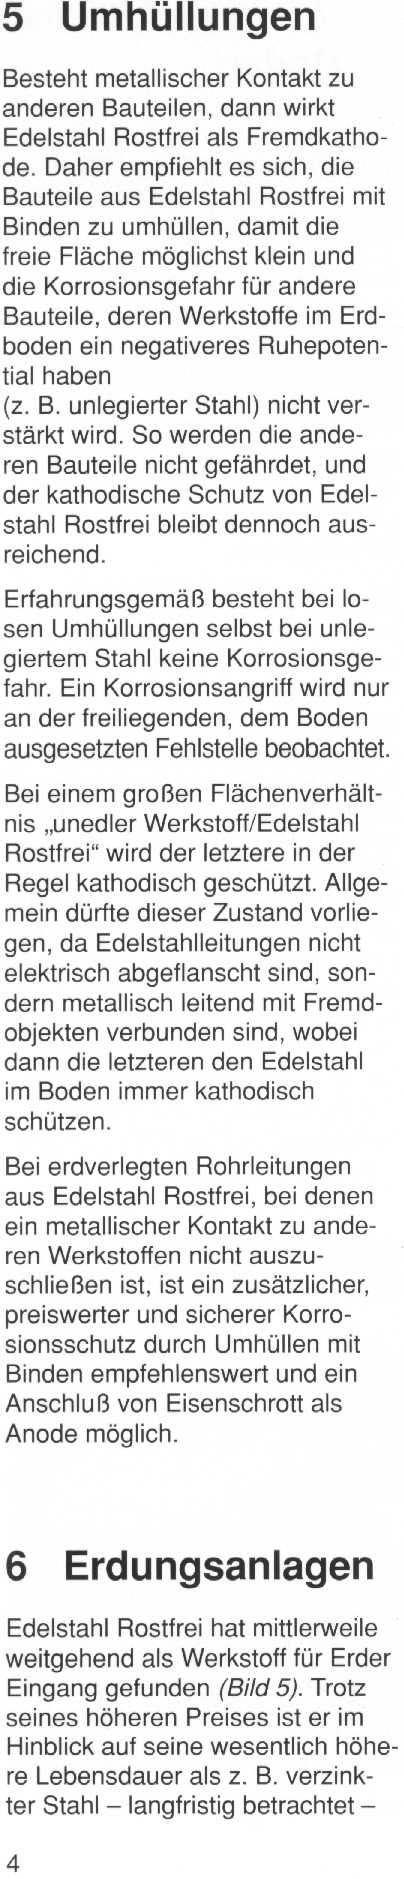 5 Umhüllungen
Besteht metallischer Kontakt zu
anderen Bauteilen, dann wirkt
Edelstahl Rostfrei als Fremdkatho-
de. Daher empfiehlt es sich, die
Bauteile aus Edelstahl Rostfrei mit
Binden zu umhüllen, damit die
freie Fläche möglichst klein und
die Korrosionsgefahr für andere
Bauteile, deren Werkstoffe im Erd-
boden ein negativeres Ruhepoten-
tial haben
(z. B. unlegierter Stahl) nicht ver-
stärkt wird. So werden die ande-
ren Bauteile nicht gefährdet, und
der kathodische Schutz von Edel-
stahl Rostfrei bleibt dennoch aus-
reichend.
Erfahrungsgemäß besteht bei lo-
sen Umhüllungen selbst bei unle-
giertem Stahl keine Korrosionsge-
fahr. Ein Korrosionsangriff wird nur
an der freiliegenden, dem Boden
ausgesetzten Fehlstelle beobachtet.
Bei einem großen Flächenverhält-
nis „unedler Werkstoff/Edelstahl
Rostfrei“ wird der letztere in der
Regel kathodisch geschützt. Allge-
mein dürfte dieser Zustand vorlie-
gen, da Edelstahlleitungen nicht
elektrisch abgeflanscht sind, son-
dern metallisch leitend mit Fremd-
objekten verbunden sind, wobei
dann die letzteren den Edelstahl
im Boden immer kathodisch
schützen.
Bei erdverlegten Rohrleitungen
aus Edelstahl Rostfrei, bei denen
ein metallischer Kontakt zu ande-
ren Werkstoffen nicht auszu-
schließen ist, ist ein zusätzlicher,
preiswerter und sicherer Korro-
sionsschutz durch Umhüllen mit
Binden empfehlenswert und ein
Anschluß von Eisenschrott als
Anode möglich.
6 Erdungsanlagen
Edelstahl Rostfrei hat mittlerweile
weitgehend als Werkstoff für Erder
Eingang gefunden (Bild 5). Trotz
seines höheren Preises ist er im
Hinblick auf seine wesentlich höhe-
re Lebensdauer als z. B. verzink-
ter Stahl – langfristig betrachtet –
4